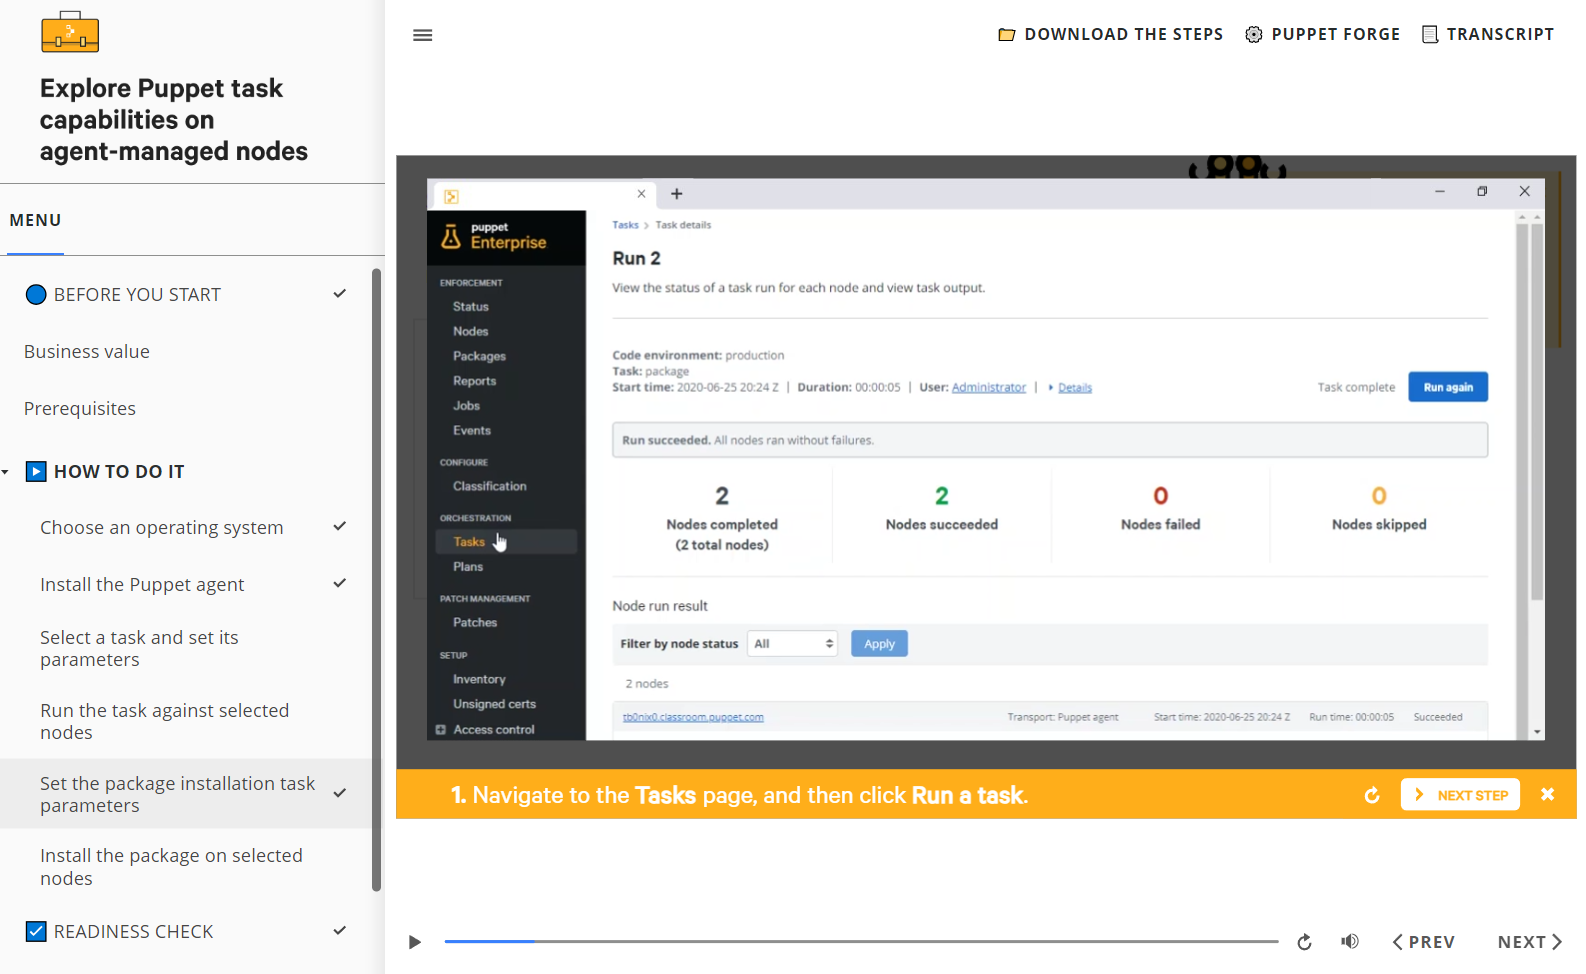 Explore Puppet task
capabilities on
agent-managed nodes
MENU
BEFORE YOU START
Business value
Prerequisites
HOW TO DO IT
Choose an operating system
Install the Puppet agent
Select a task and set its
parameters
Run the task against selected
nodes
Set the package installation task
parameters
Install the package on selected
nodes
READINESS CHECK
DOWNLOAD THE STEPS
PUPPET FORGE
TRANSCRIPT
puppet
Enterprise
ENFORCEMENT
Status
Nodes
Packages
Reports
Jobs
Events
CONFIGURE
Classification
ORCHESTRATION
Tasks
Plans
PATCH MANAGEMENT
Patches
SETUP
Inventory
Unsigned certs
Access control
Tasks > Task details
Run 2
View the status of a task run for each node and view task output.
Code environment: production
Task: package
Start time: 2020-06-25 20:24 Z | Duration: 00:00:05 | User: Administrator | Details
Task complete
Run again
Run succeeded. All nodes ran without failures.
2
Nodes completed
(2 total nodes)
2
Nodes succeeded
0
Nodes failed
0
Nodes skipped
Node run result
Filter by node status All Apply
2 nodes
tb0nix0.classroom.puppet.com Transport: Puppet agent Start time: 2020-06-25 20:24 Z Run time: 00:00:05 Succeeded
1. Navigate to the Tasks page, and then click Run a task.
NEXT STEP
PREV
NEXT